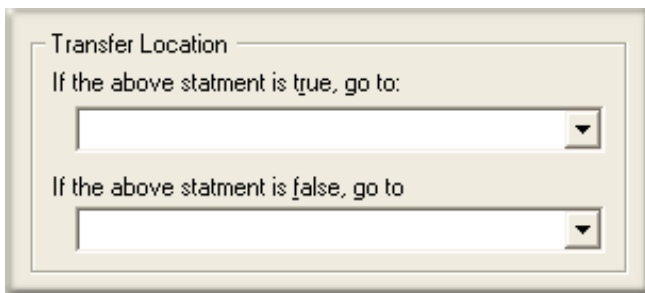 Transfer Location
If the above statment is true, go to:
If the above statment is false, go to